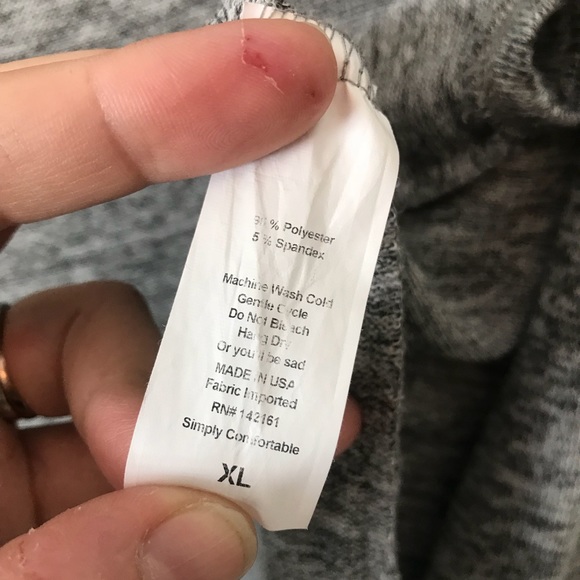 % Polyester
5% Spandex
Machine Wash Cold
Gentle Cycle
Do Not Bleach
Hang Dry
Or you'll be sad
MADE IN USA
Fabric Imported
RN# 142161
Simply Comfortable
XL